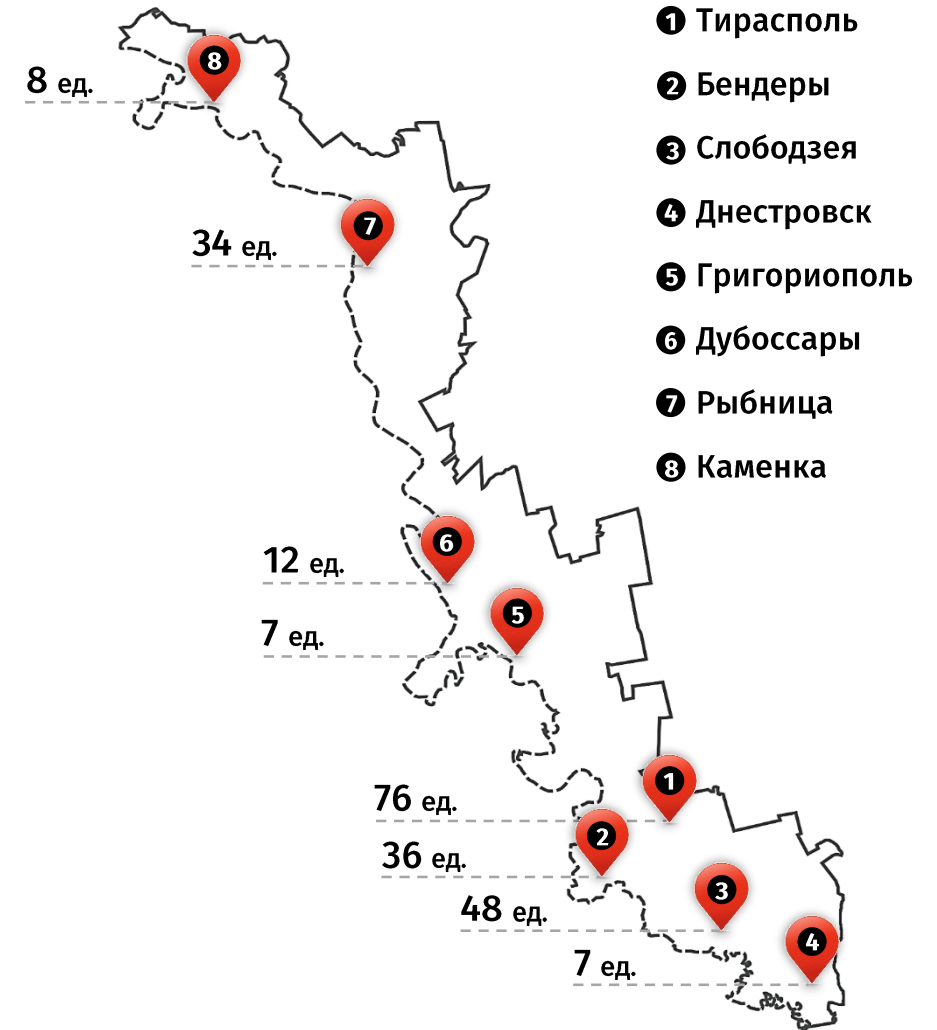 1 Тирасполь
2 Бендеры
3 Слободзея
4 Днестровск
5 Григориополь
6 Дубоссары
7 Рыбница
8 Каменка
8
8 ед.
7
34 ед.
6
12 ед.
5
7 ед.
1
76 ед.
2
36 ед.
3
48 ед.
4
7 ед.